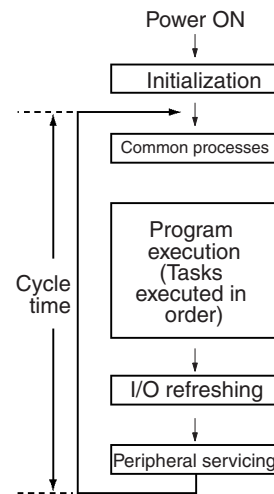 Power ON
Initialization
Common processes
Program
execution
(Tasks
executed in
order)
Cycle
time
I/O refreshing
Peripheral servicing